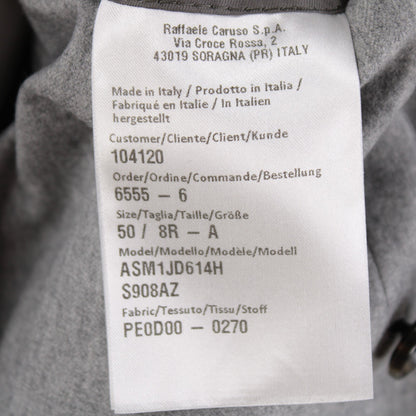 Raffaele Caruso S.p.A.
Via Croce Rossa, 2
43019 SORAGNA (PR) ITALY
Made in Italy / Prodotto in Italia /
Fabriqué en Italie / In Italien
hergestellt
Customer/Cliente/Client/Kunde
104120
Order/Ordine/Commande/Bestellung
6555 – 6
Size/Taglia/Taille/Größe
50 / 8R – A
Model/Modello/Modèle/Modell
ASM1JD614H
S908AZ
Fabric/Tessuto/Tissu/Stoff
PE0D00 – 0270